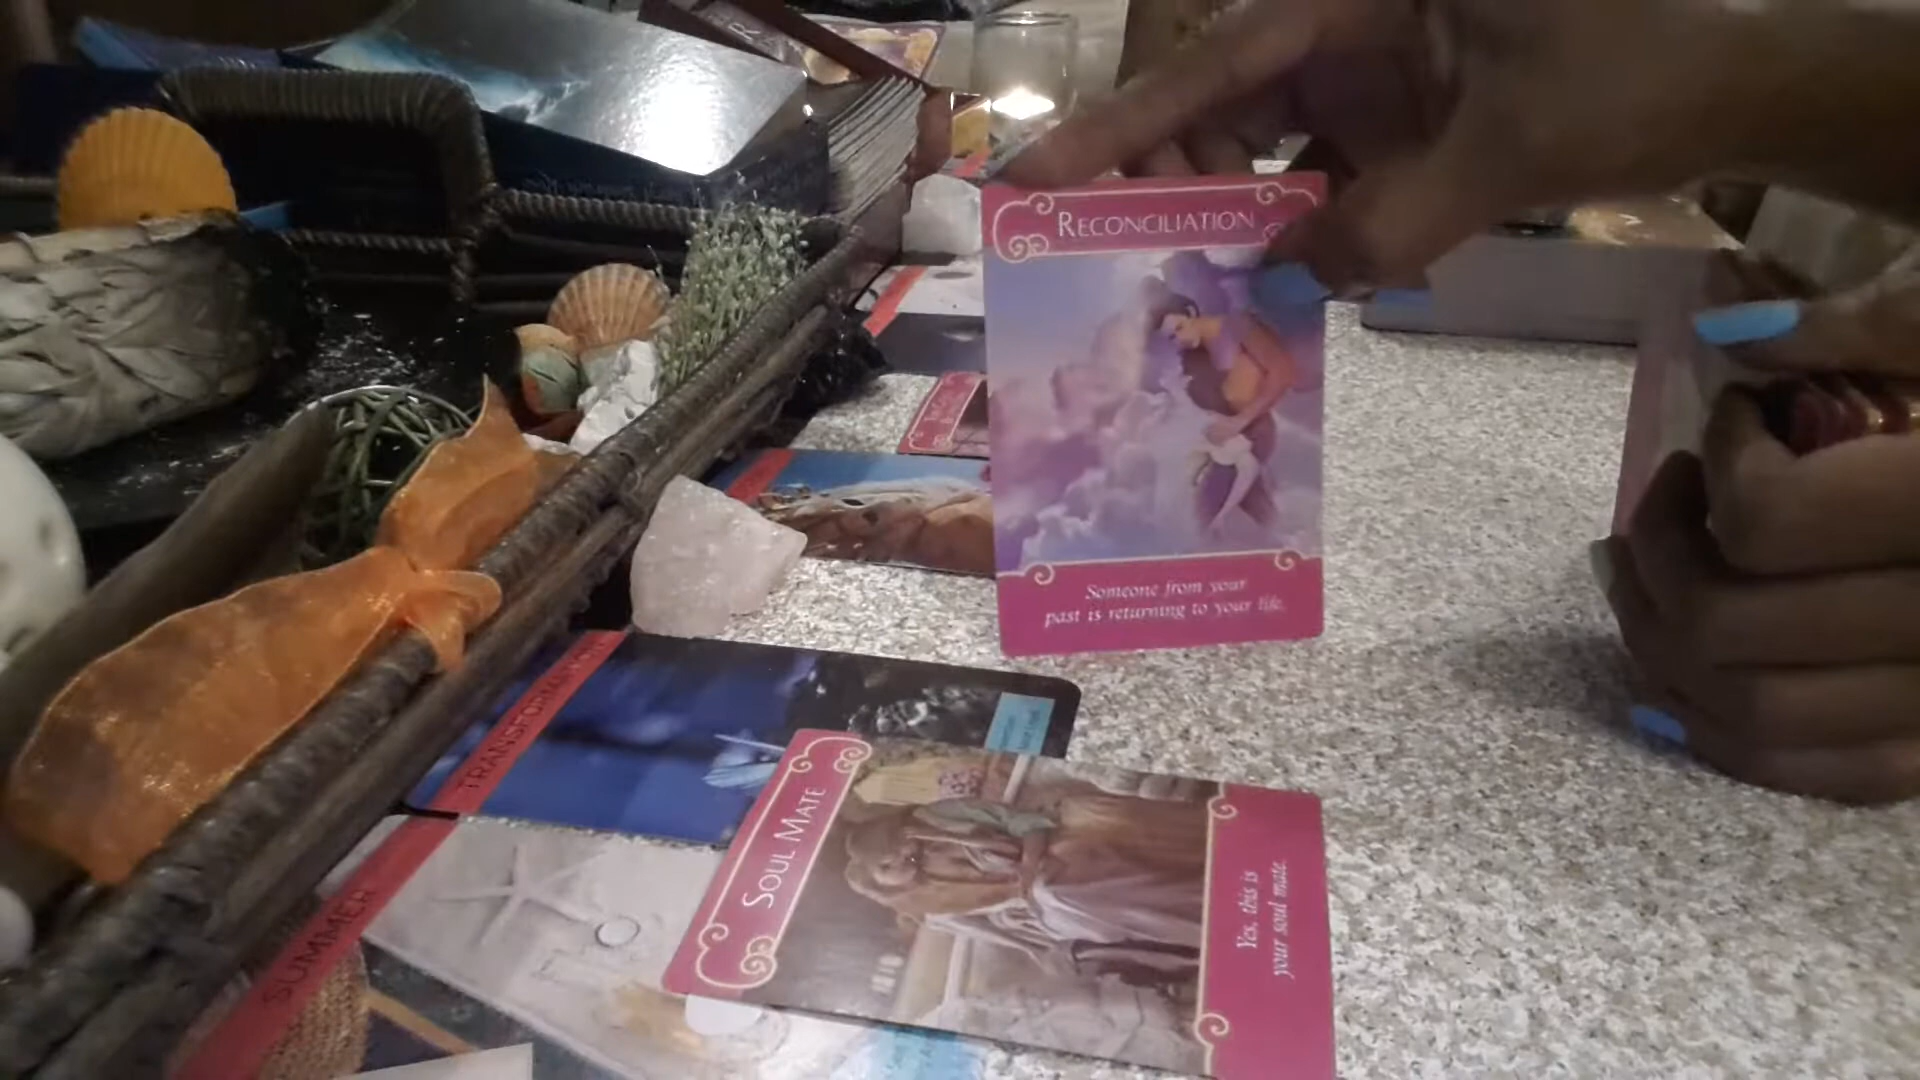 RECONCILIATION
Someone from your
past is returning to your life.
TRANSFORMATION
SOUL MATE
Yes, this is
your soul mate.
SUMMER